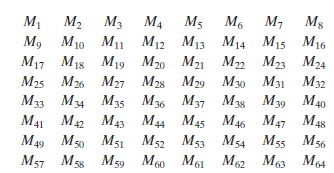 M₁ M₂ M₃ M₄ M₅ M₆ M₇ M₈
M₉ M₁₀ M₁₁ M₁₂ M₁₃ M₁₄ M₁₅ M₁₆
M₁₇ M₁₈ M₁₉ M₂₀ M₂₁ M₂₂ M₂₃ M₂₄
M₂₅ M₂₆ M₂₇ M₂₈ M₂₉ M₃₀ M₃₁ M₃₂
M₃₃ M₃₄ M₃₅ M₃₆ M₃₇ M₃₈ M₃₉ M₄₀
M₄₁ M₄₂ M₄₃ M₄₄ M₄₅ M₄₆ M₄₇ M₄₈
M₄₉ M₅₀ M₅₁ M₅₂ M₅₃ M₅₄ M₅₅ M₅₆
M₅₇ M₅₈ M₅₉ M₆₀ M₆₁ M₆₂ M₆₃ M₆₄